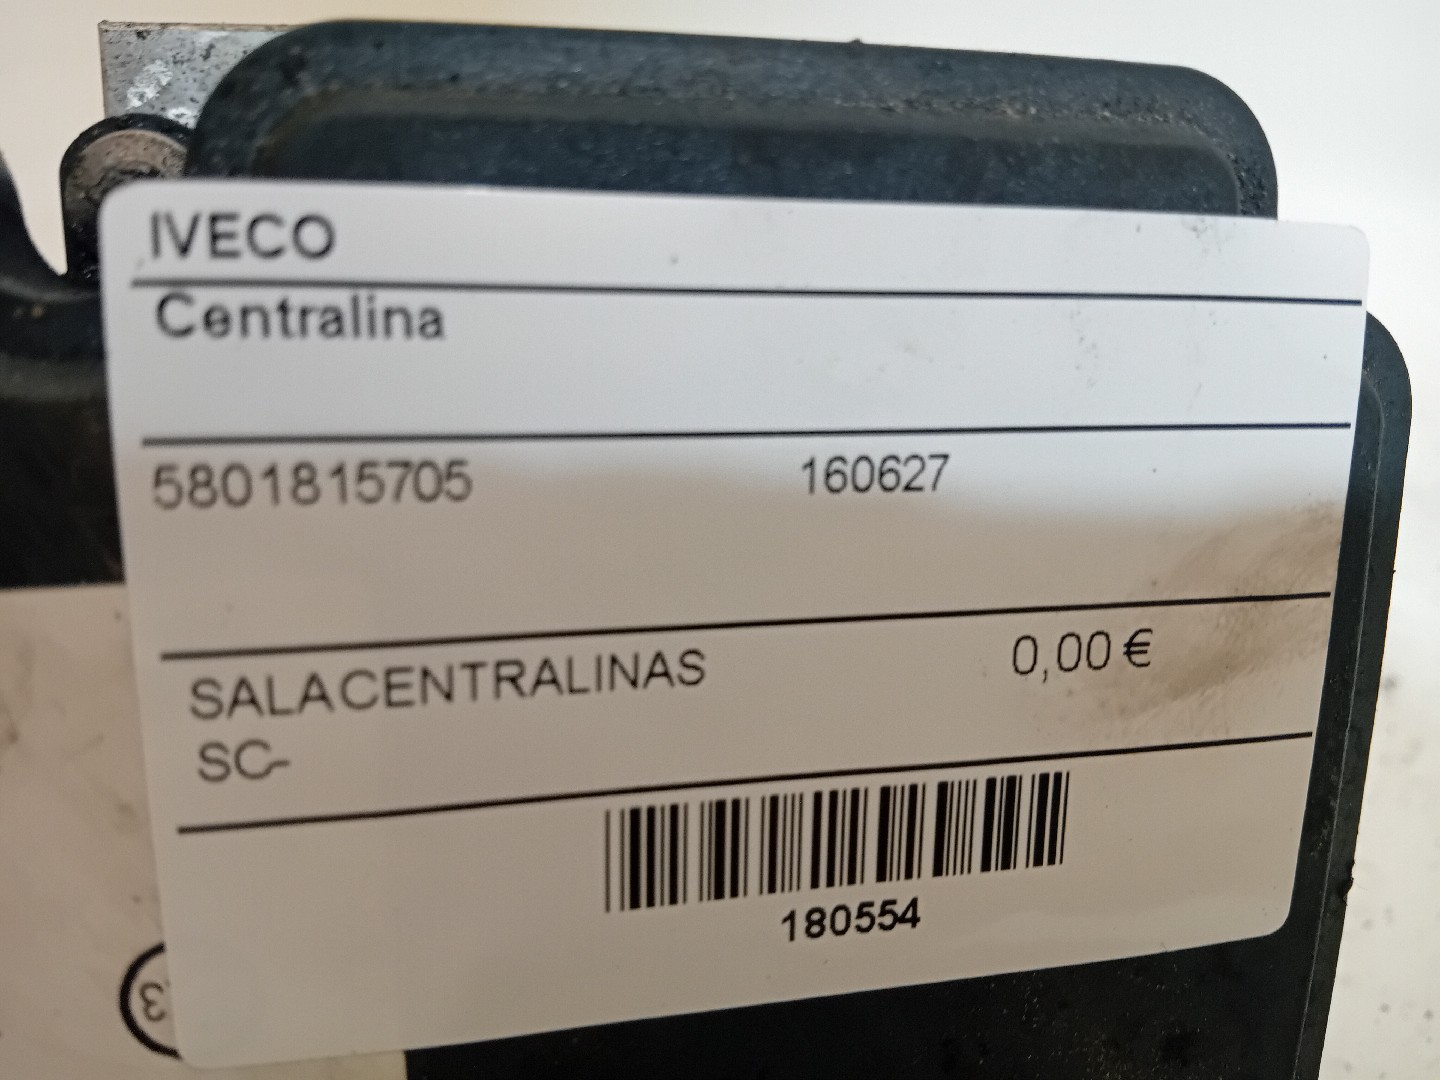 IVECO
Centralina
5801815705 160627
SALACENTRALINAS 0,00 €
SC-
180554